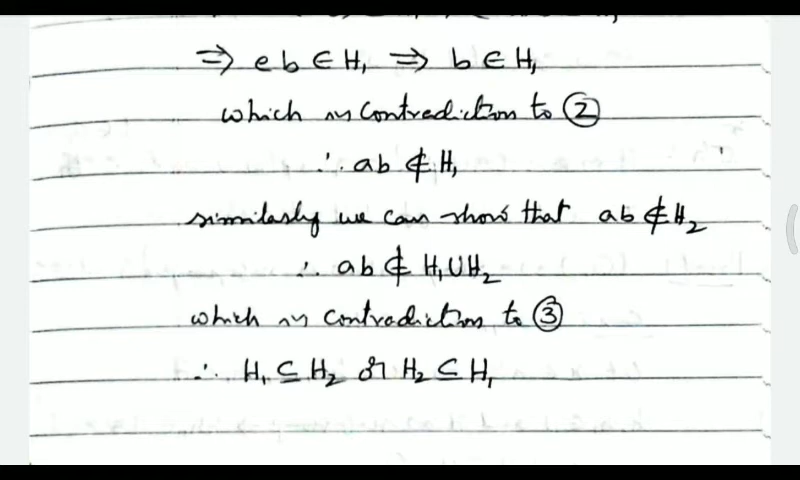 ⇒ eb ∈ H₁ ⇒ b ∈ H₁
which is contradiction to ②
∴ ab ∉ H₁
similarly we can show that ab ∉ H₂
∴ ab ∉ H₁∪H₂
which is contradiction to ③
∴ H₁ ⊆ H₂ or H₂ ⊆ H₁